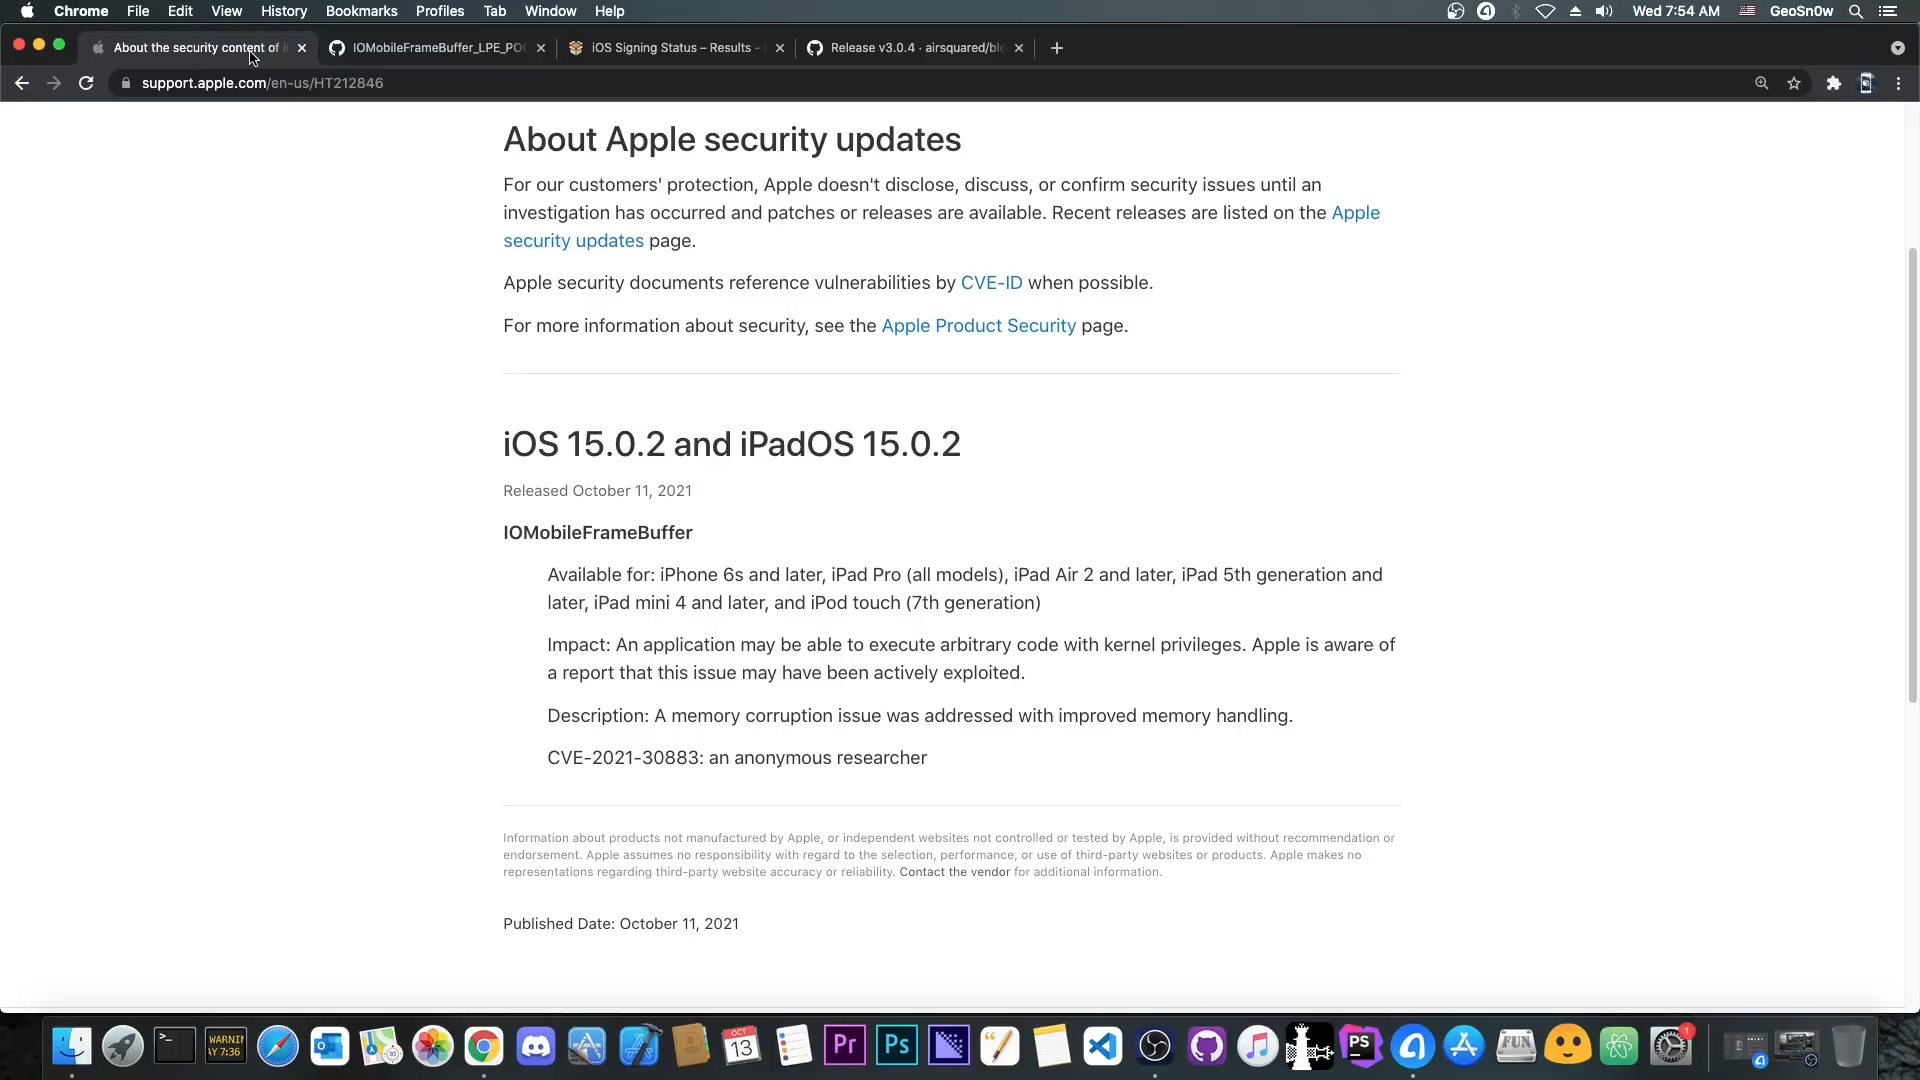 Chrome File Edit View History Bookmarks Profiles Tab Window Help Wed 7:54 AM GeoSn0w
About the security content of i IOMobileFrameBuffer_LPE_PO iOS Signing Status – Results - Release v3.0.4 · airsquared/blo
support.apple.com/en-us/HT212846
About Apple security updates
For our customers' protection, Apple doesn't disclose, discuss, or confirm security issues until an
investigation has occurred and patches or releases are available. Recent releases are listed on the Apple
security updates page.
Apple security documents reference vulnerabilities by CVE-ID when possible.
For more information about security, see the Apple Product Security page.
iOS 15.0.2 and iPadOS 15.0.2
Released October 11, 2021
IOMobileFrameBuffer
Available for: iPhone 6s and later, iPad Pro (all models), iPad Air 2 and later, iPad 5th generation and
later, iPad mini 4 and later, and iPod touch (7th generation)
Impact: An application may be able to execute arbitrary code with kernel privileges. Apple is aware of
a report that this issue may have been actively exploited.
Description: A memory corruption issue was addressed with improved memory handling.
CVE-2021-30883: an anonymous researcher
Information about products not manufactured by Apple, or independent websites not controlled or tested by Apple, is provided without recommendation or
endorsement. Apple assumes no responsibility with regard to the selection, performance, or use of third-party websites or products. Apple makes no
representations regarding third-party website accuracy or reliability. Contact the vendor for additional information.
Published Date: October 11, 2021
WARNIN
AY 7:36
OCT
13
Pr
Ps
PS
FUN
1